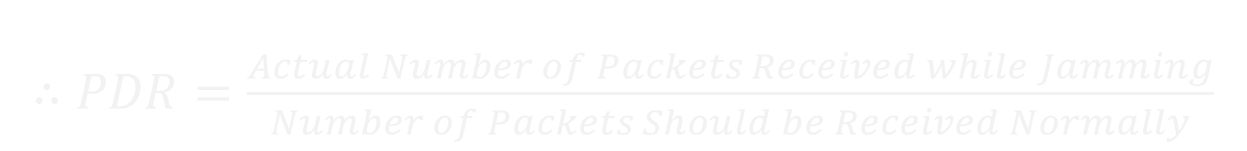 ∴ PDR = Actual Number of Packets Received while Jamming
Number of Packets Should be Received Normally